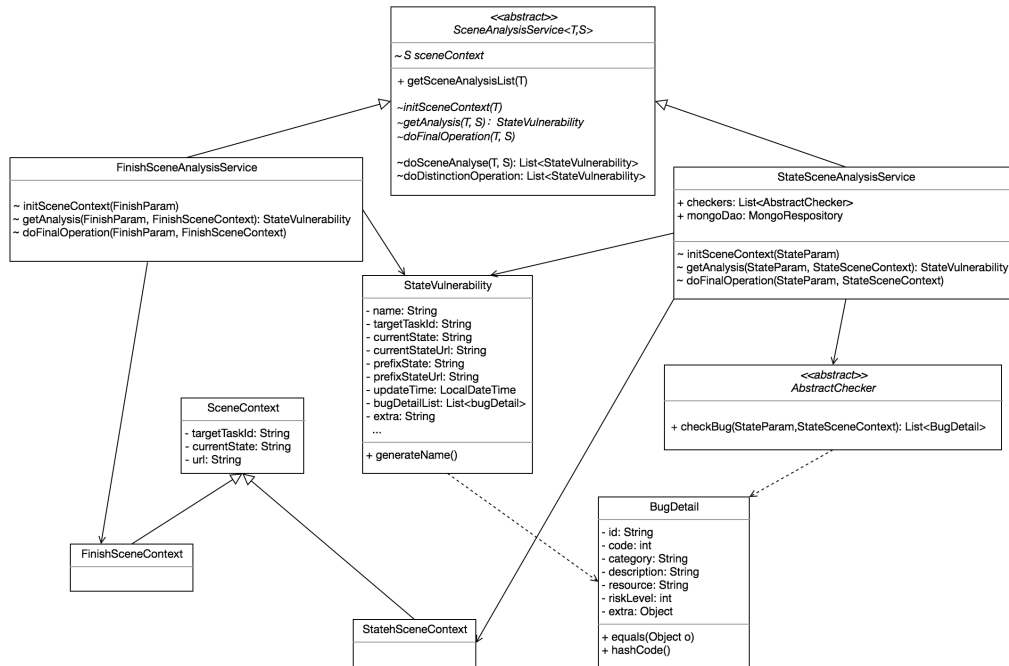 <<abstract>>
SceneAnalysisService<T,S>
~ S sceneContext
+ getSceneAnalysisList(T)
~initSceneContext(T)
~getAnalysis(T, S)： StateVulnerability
~doFinalOperation(T, S)
~doSceneAnalyse(T, S): List<StateVulnerability>
~doDistinctionOperation: List<StateVulnerability>
FinishSceneAnalysisService
~ initSceneContext(FinishParam)
~ getAnalysis(FinishParam, FinishSceneContext): StateVulnerability
~ doFinalOperation(FinishParam, FinishSceneContext)
StateSceneAnalysisService
+ checkers: List<AbstractChecker>
+ mongoDao: MongoRespository
~ initSceneContext(StateParam)
~ getAnalysis(StateParam, StateSceneContext): StateVulnerability
~ doFinalOperation(StateParam, StateSceneContext)
StateVulnerability
- name: String
- targetTaskId: String
- currentState: String
- currentStateUrl: String
- prefixState: String
- prefixStateUrl: String
- updateTime: LocalDateTime
- bugDetailList: List<bugDetail>
- extra: String
...
+ generateName()
<<abstract>>
AbstractChecker
+ checkBug(StateParam,StateSceneContext): List<BugDetail>
SceneContext
- targetTaskId: String
- currentState: String
- url: String
BugDetail
- id: String
- code: int
- category: String
- description: String
- resource: String
- riskLevel: int
- extra: Object
+ equals(Object o)
+ hashCode()
FinishSceneContext
StatehSceneContext